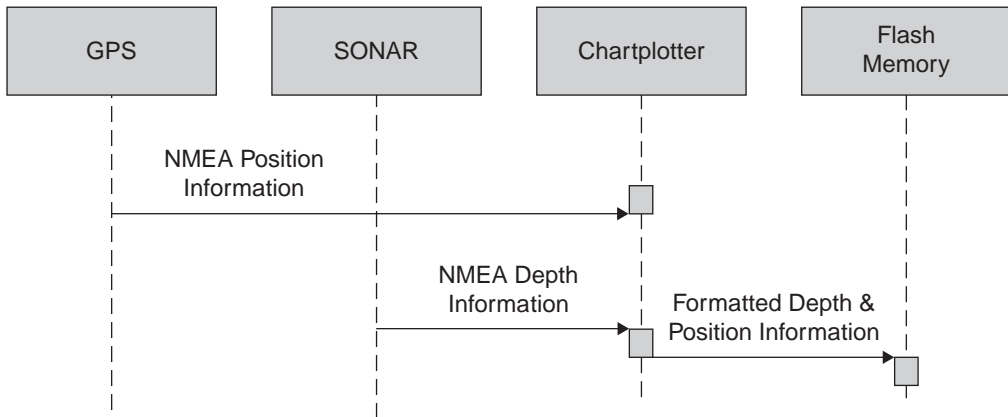 GPS
SONAR
Chartplotter
Flash
Memory
NMEA Position
Information
NMEA Depth
Information
Formatted Depth &
Position Information